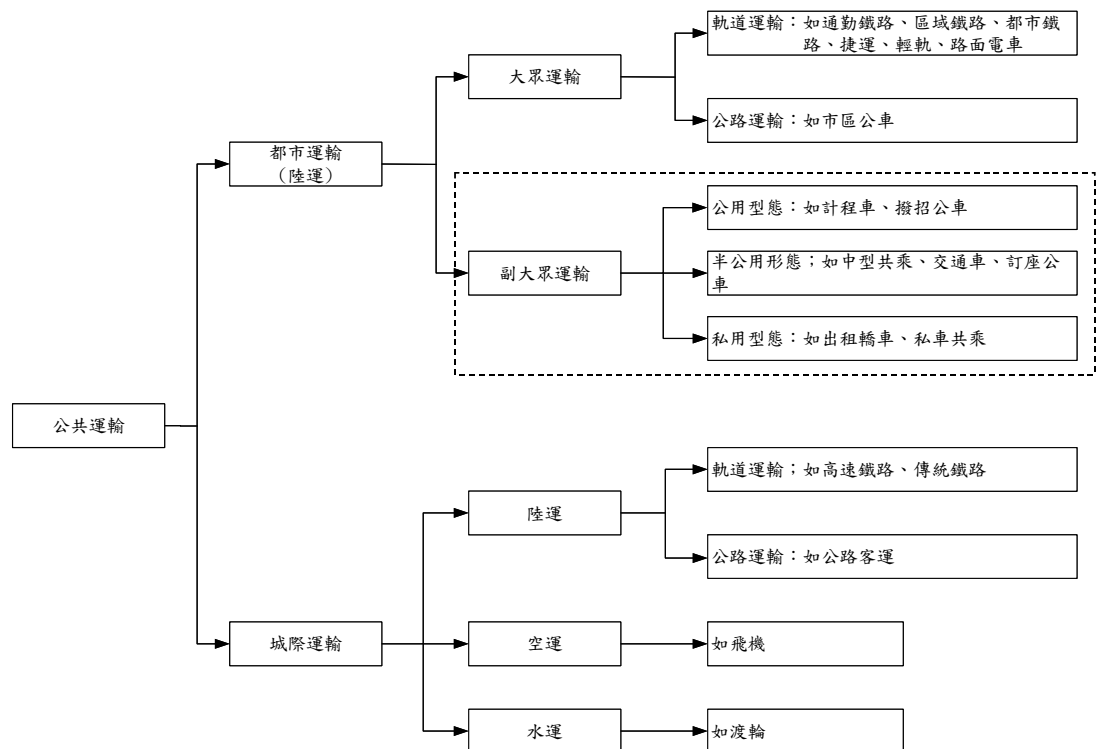 軌道運輸：如通勤鐵路、區域鐵路、都市鐵
路、捷運、輕軌、路面電車
大眾運輸
公路運輸：如市區公車
都市運輸
（陸運）
公用型態：如計程車、撥招公車
副大眾運輸
半公用形態；如中型共乘、交通車、訂座公
車
私用型態：如出租轎車、私車共乘
公共運輸
軌道運輸；如高速鐵路、傳統鐵路
陸運
公路運輸：如公路客運
城際運輸
空運
如飛機
水運
如渡輪